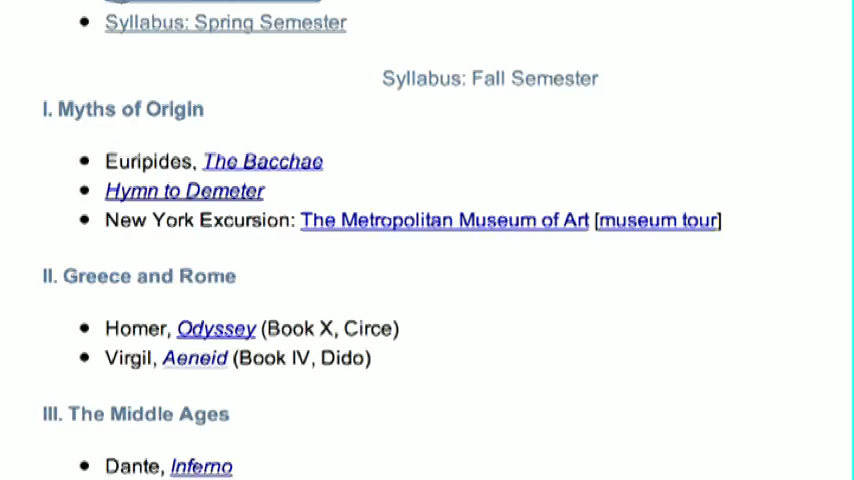 Syllabus: Spring Semester
Syllabus: Fall Semester
I. Myths of Origin
Euripides, The Bacchae
Hymn to Demeter
New York Excursion: The Metropolitan Museum of Art [museum tour]
II. Greece and Rome
Homer, Odyssey (Book X, Circe)
Virgil, Aeneid (Book IV, Dido)
III. The Middle Ages
Dante, Inferno